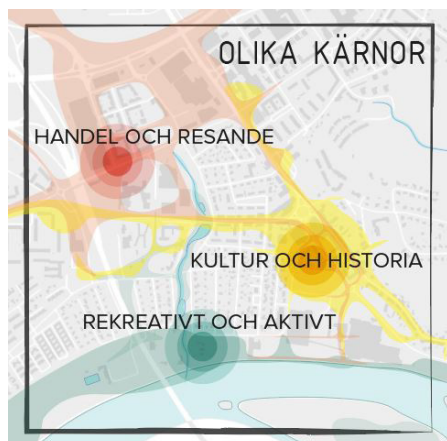 OLIKA KÄRNOR
HANDEL OCH RESANDE
KULTUR OCH HISTORIA
REKREATIVT OCH AKTIVT